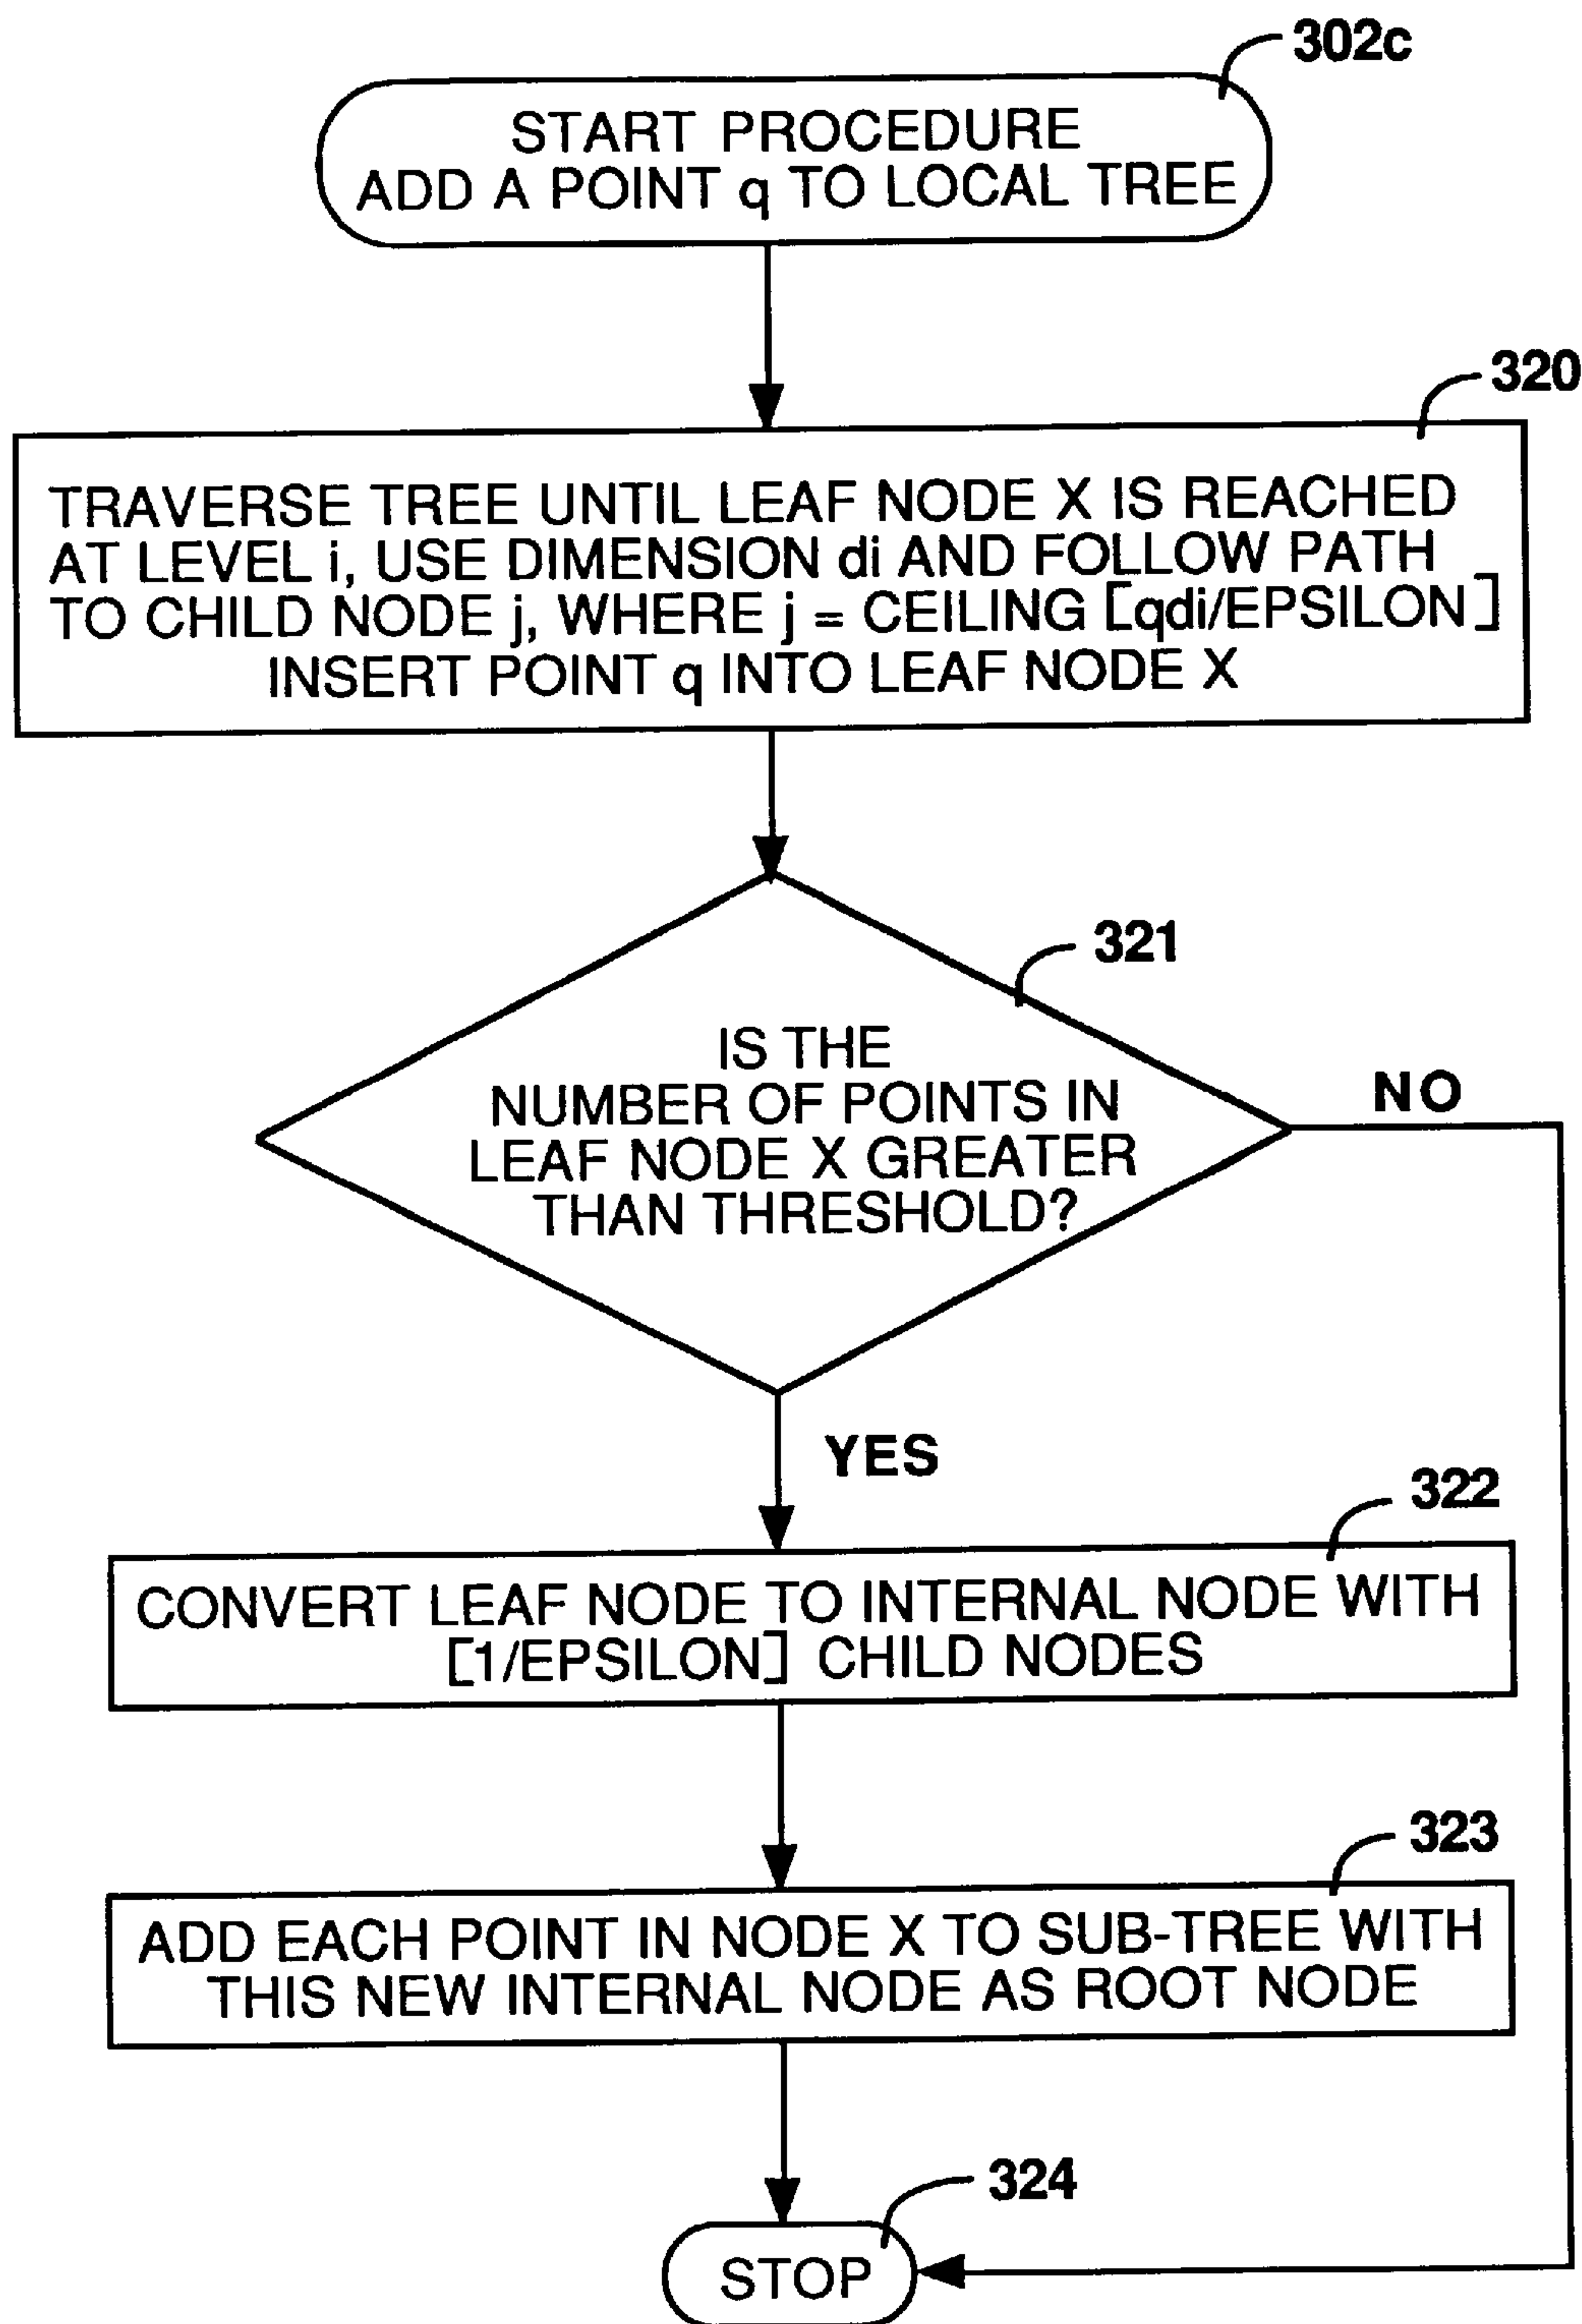 302c
START PROCEDURE
ADD A POINT q TO LOCAL TREE
320
TRAVERSE TREE UNTIL LEAF NODE X IS REACHED
AT LEVEL i, USE DIMENSION di AND FOLLOW PATH
TO CHILD NODE j, WHERE j = CEILING [qdi/EPSILON]
INSERT POINT q INTO LEAF NODE X
321
IS THE
NUMBER OF POINTS IN
LEAF NODE X GREATER
THAN THRESHOLD?
NO
YES
322
CONVERT LEAF NODE TO INTERNAL NODE WITH
[1/EPSILON] CHILD NODES
323
ADD EACH POINT IN NODE X TO SUB-TREE WITH
THIS NEW INTERNAL NODE AS ROOT NODE
324
STOP